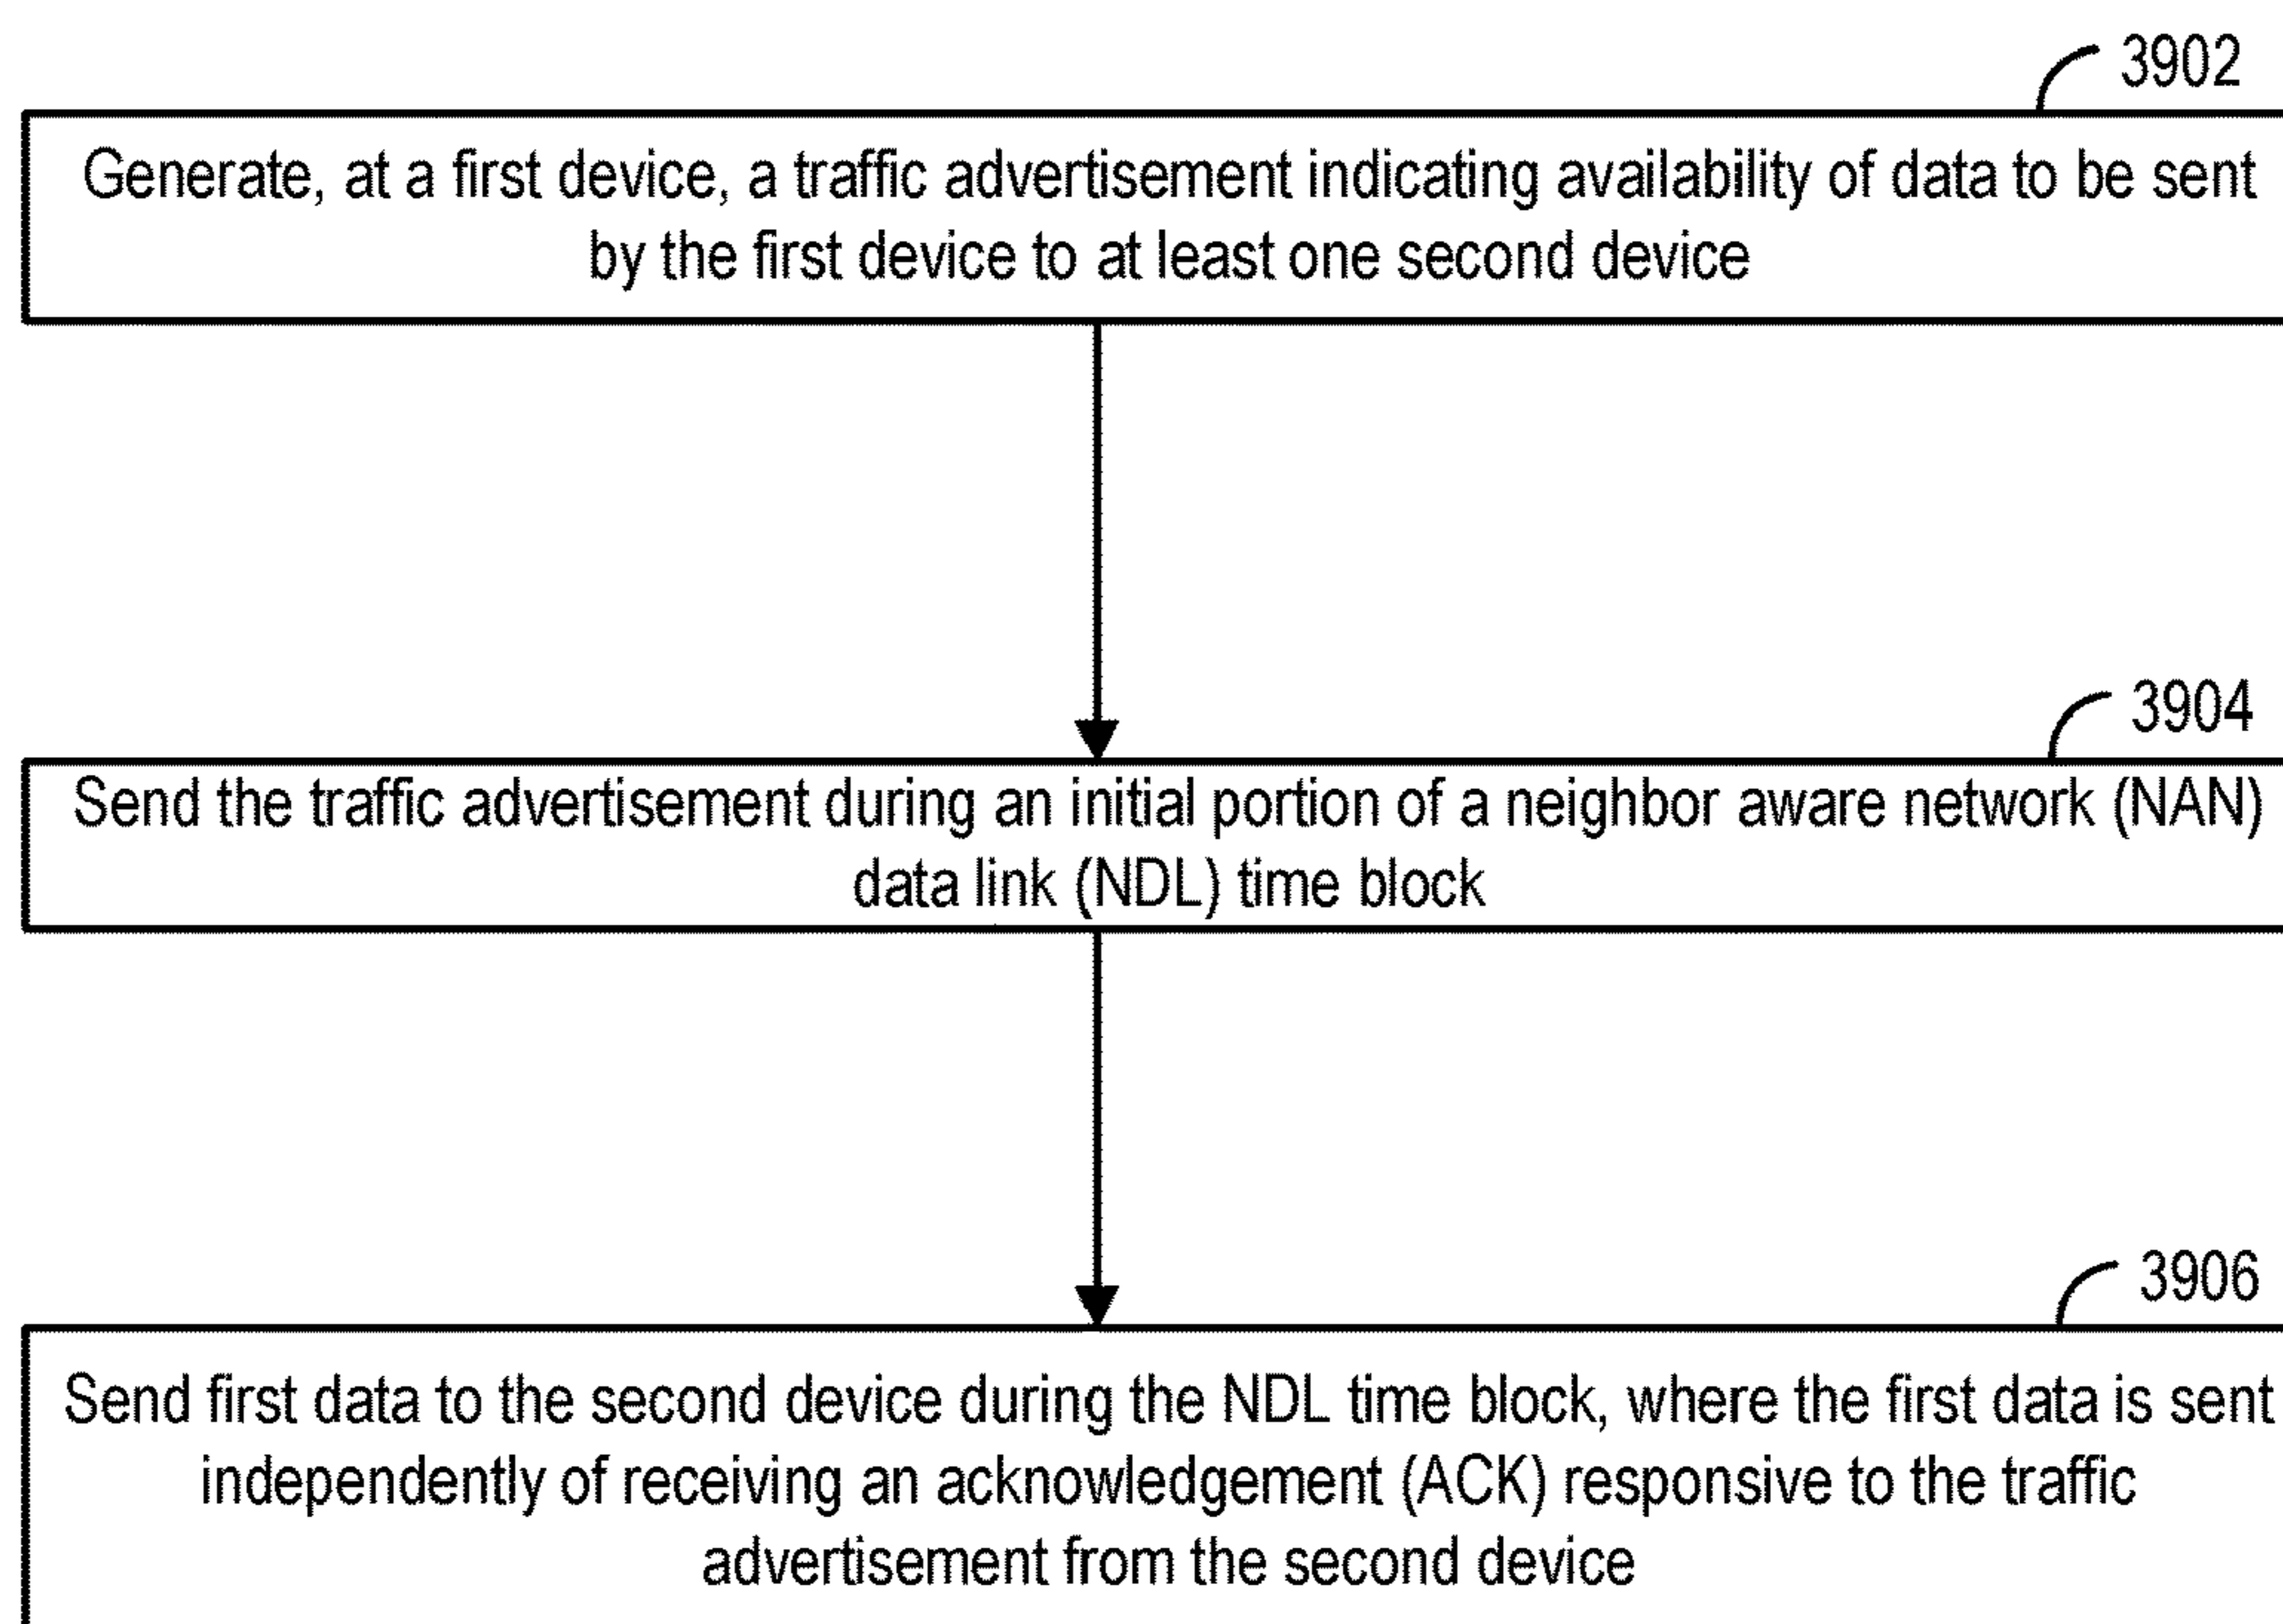 3902
Generate, at a first device, a traffic advertisement indicating availability of data to be sent
by the first device to at least one second device
3904
Send the traffic advertisement during an initial portion of a neighbor aware network (NAN)
data link (NDL) time block
3906
Send first data to the second device during the NDL time block, where the first data is sent
independently of receiving an acknowledgement (ACK) responsive to the traffic
advertisement from the second device